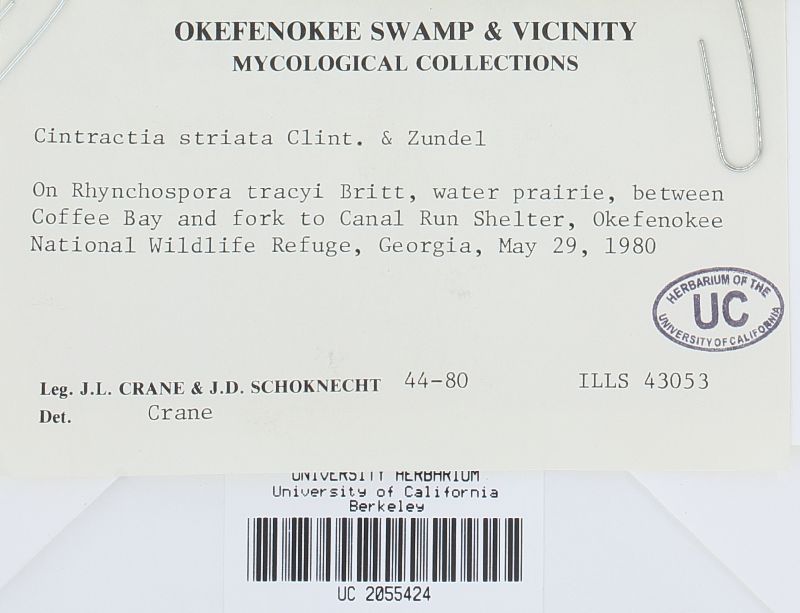 OKEFENOKEE SWAMP & VICINITY
MYCOLOGICAL COLLECTIONS
Cintractia striata Clint. & Zundel
On Rhynchospora tracyi Britt, water prairie, between
Coffee Bay and fork to Canal Run Shelter, Okefenokee
National Wildlife Refuge, Georgia, May 29, 1980
HERBARIUM OF THE
UC
UNIVERSITY OF CALIFORNIA
Leg. J.L. CRANE & J.D. SCHOKNECHT 44-80 ILLS 43053
Det. Crane
UNIVERSITY HERBARIUM
University of California
Berkeley
UC 2055424